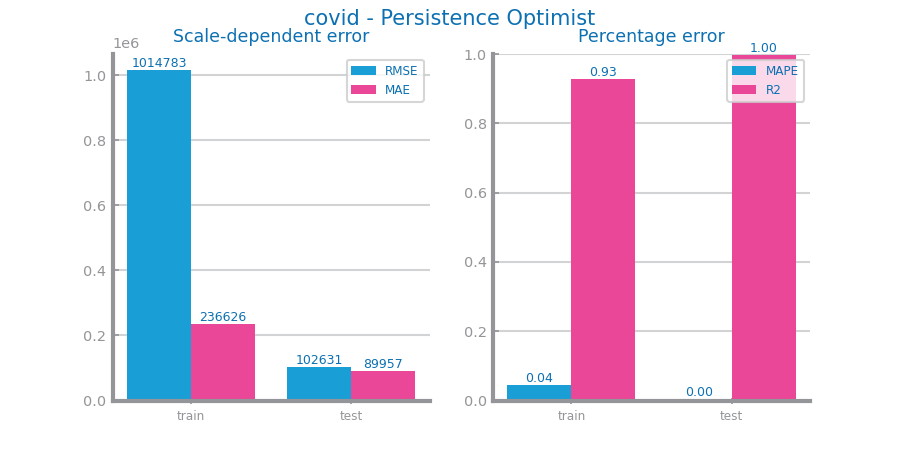 covid - Persistence Optimist
Scale-dependent error
1e6
1.0
0.8
0.6
0.4
0.2
0.0
1014783
236626
102631
89957
RMSE
MAE
train
test
Percentage error
1.0
0.8
0.6
0.4
0.2
0.0
0.04
0.93
0.00
1.00
MAPE
R2
train
test